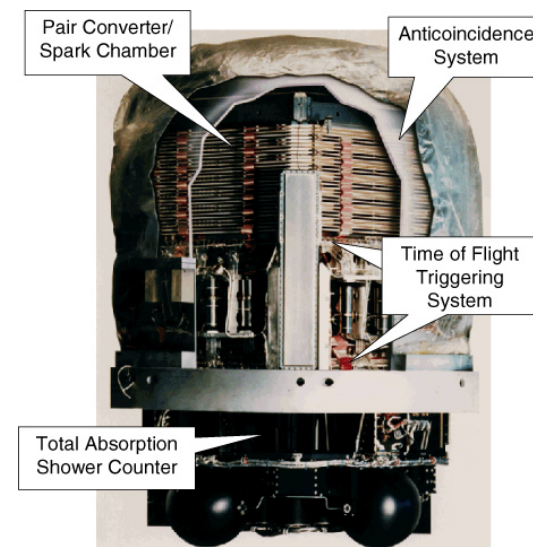 Pair Converter/
Spark Chamber
Anticoincidence
System
Time of Flight
Triggering
System
Total Absorption
Shower Counter